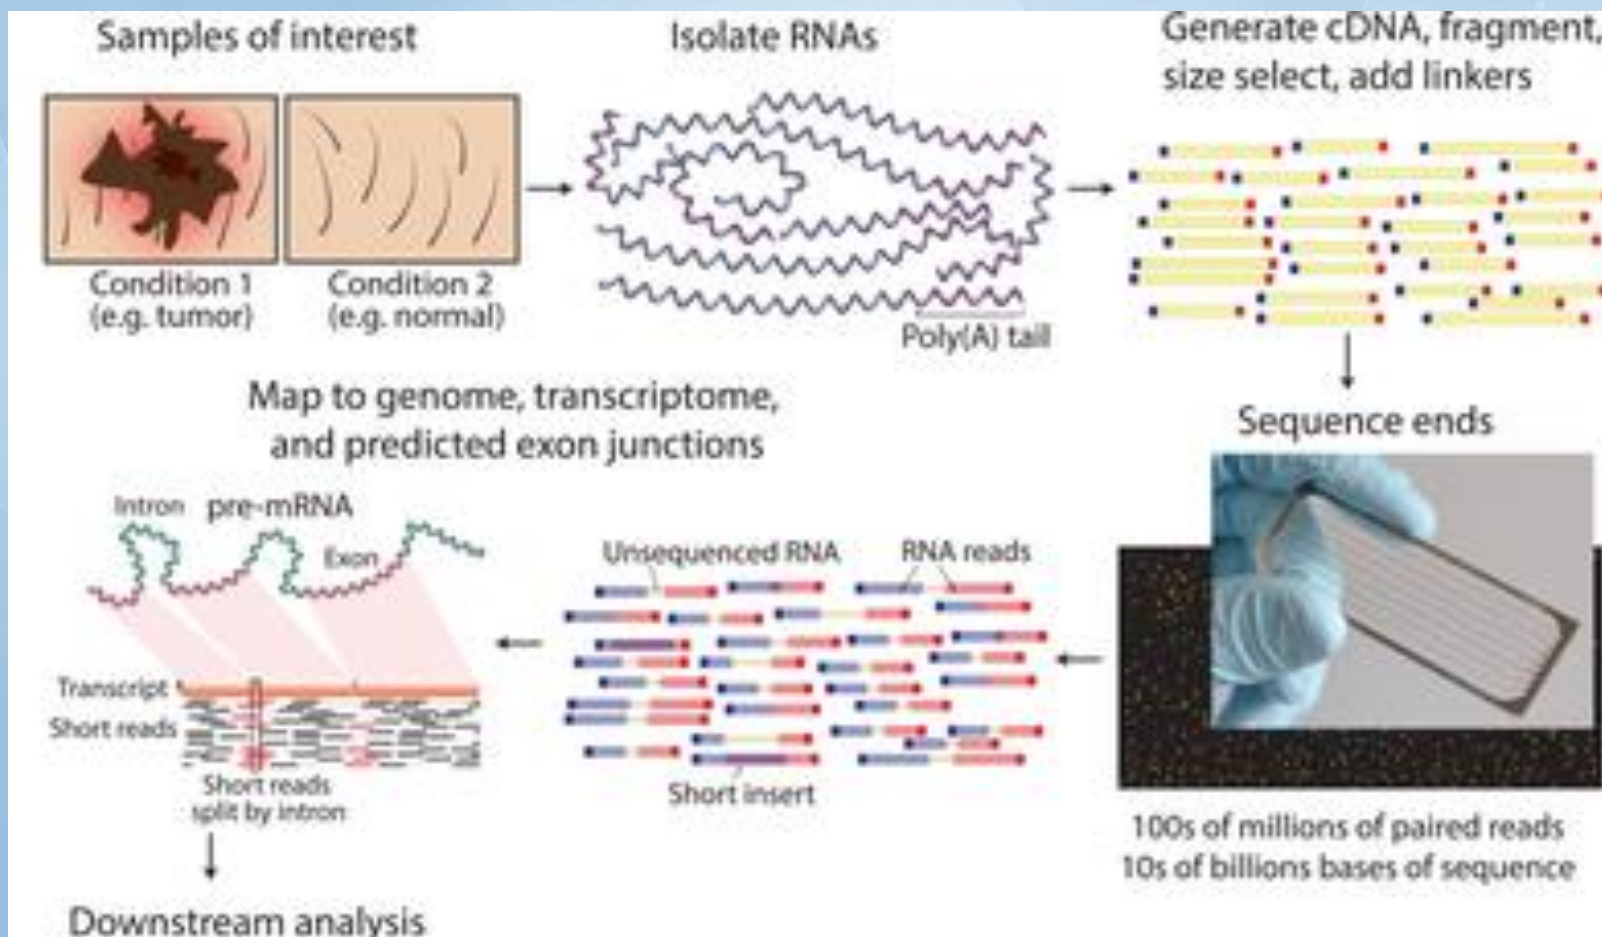 Samples of interest
Isolate RNAs
Generate cDNA, fragment,
size select, add linkers
Condition 1
(e.g. tumor)
Condition 2
(e.g. normal)
Poly(A) tail
Map to genome, transcriptome,
and predicted exon junctions
Sequence ends
Intron
pre-mRNA
Exon
Unsequenced RNA
RNA reads
Transcript
Short reads
Short reads
split by intron
Short insert
100s of millions of paired reads
10s of billions bases of sequence
Downstream analysis